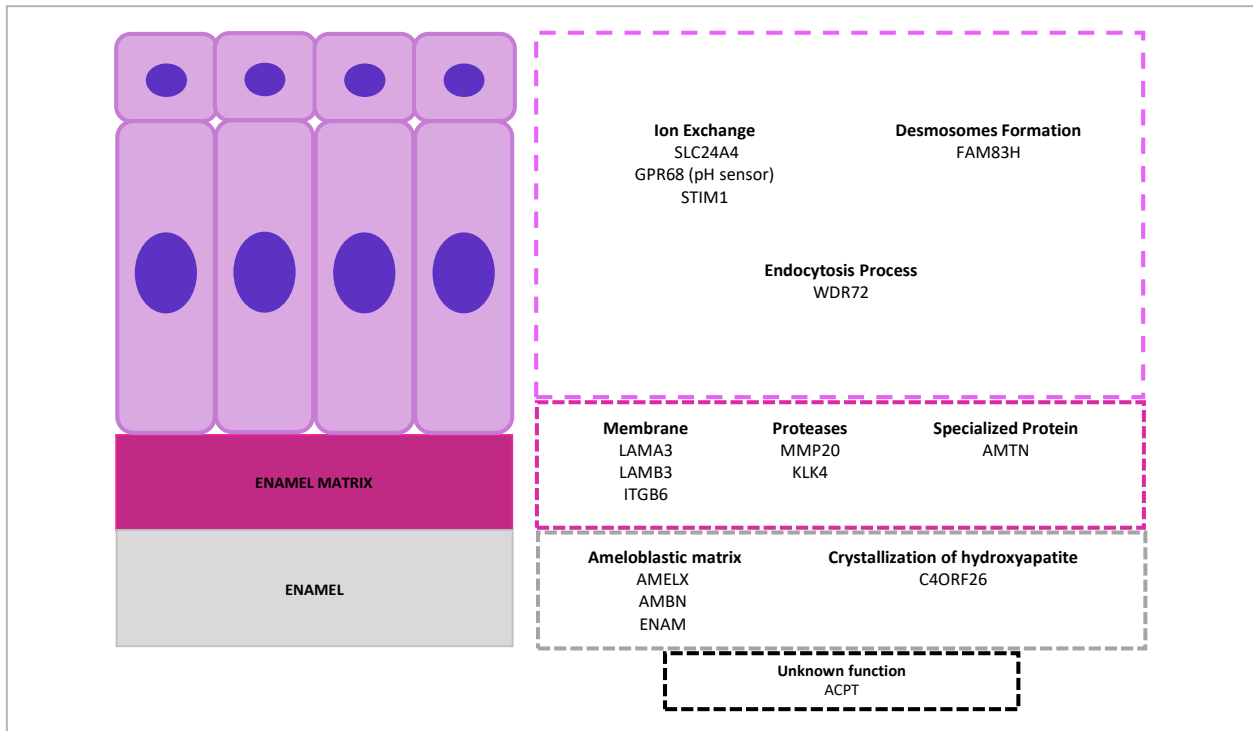 Ion Exchange
SLC24A4
GPR68 (pH sensor)
STIM1
Desmosomes Formation
FAM83H
Endocytosis Process
WDR72
ENAMEL MATRIX
Membrane
LAMA3
LAMB3
ITGB6
Proteases
MMP20
KLK4
Specialized Protein
AMTN
ENAMEL
Ameloblastic matrix
AMELX
AMBN
ENAM
Crystallization of hydroxyapatite
C4ORF26
Unknown function
ACPT